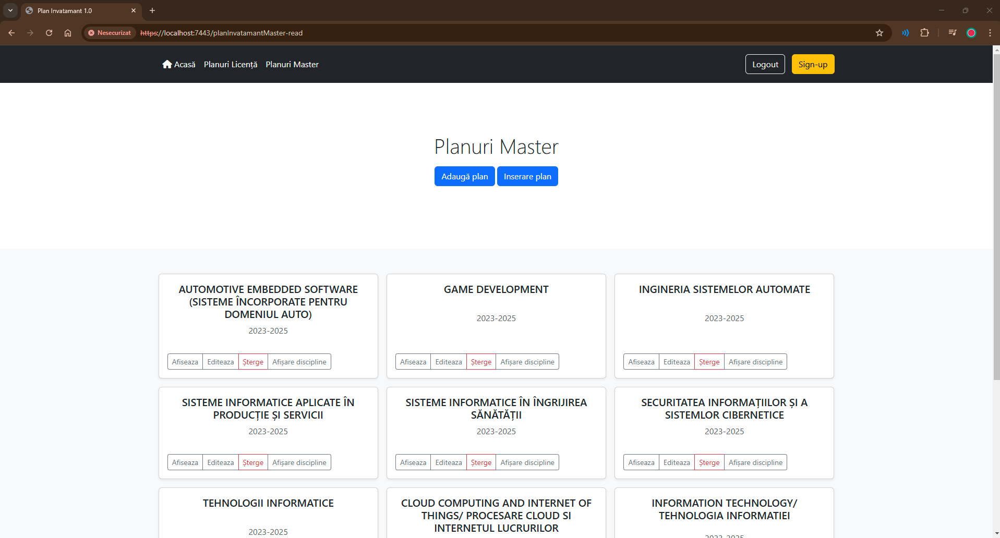 Plan Invatamant 1.0
Nesecurizat https://localhost:7443/planInvatamantMaster-read
Acasă Planuri Licență Planuri Master Logout Sign-up
Planuri Master
Adaugă plan Inserare plan
AUTOMOTIVE EMBEDDED SOFTWARE
(SISTEME ÎNCORPORATE PENTRU
DOMENIUL AUTO)
2023-2025
Afiseaza Editeaza Șterge Afișare discipline
GAME DEVELOPMENT
2023-2025
Afiseaza Editeaza Șterge Afișare discipline
INGINERIA SISTEMELOR AUTOMATE
2023-2025
Afiseaza Editeaza Șterge Afișare discipline
SISTEME INFORMATICE APLICATE ÎN
PRODUCȚIE ȘI SERVICII
2023-2025
Afiseaza Editeaza Șterge Afișare discipline
SISTEME INFORMATICE ÎN ÎNGRIJIREA
SĂNĂTĂȚII
2023-2025
Afiseaza Editeaza Șterge Afișare discipline
SECURITATEA INFORMAȚIILOR ȘI A
SISTEMLOR CIBERNETICE
2023-2025
Afiseaza Editeaza Șterge Afișare discipline
TEHNOLOGII INFORMATICE
2023-2025
CLOUD COMPUTING AND INTERNET OF
THINGS/ PROCESARE CLOUD SI
INTERNETUL LUCRURILOR
INFORMATION TECHNOLOGY/
TEHNOLOGIA INFORMATIEI
2023-2025